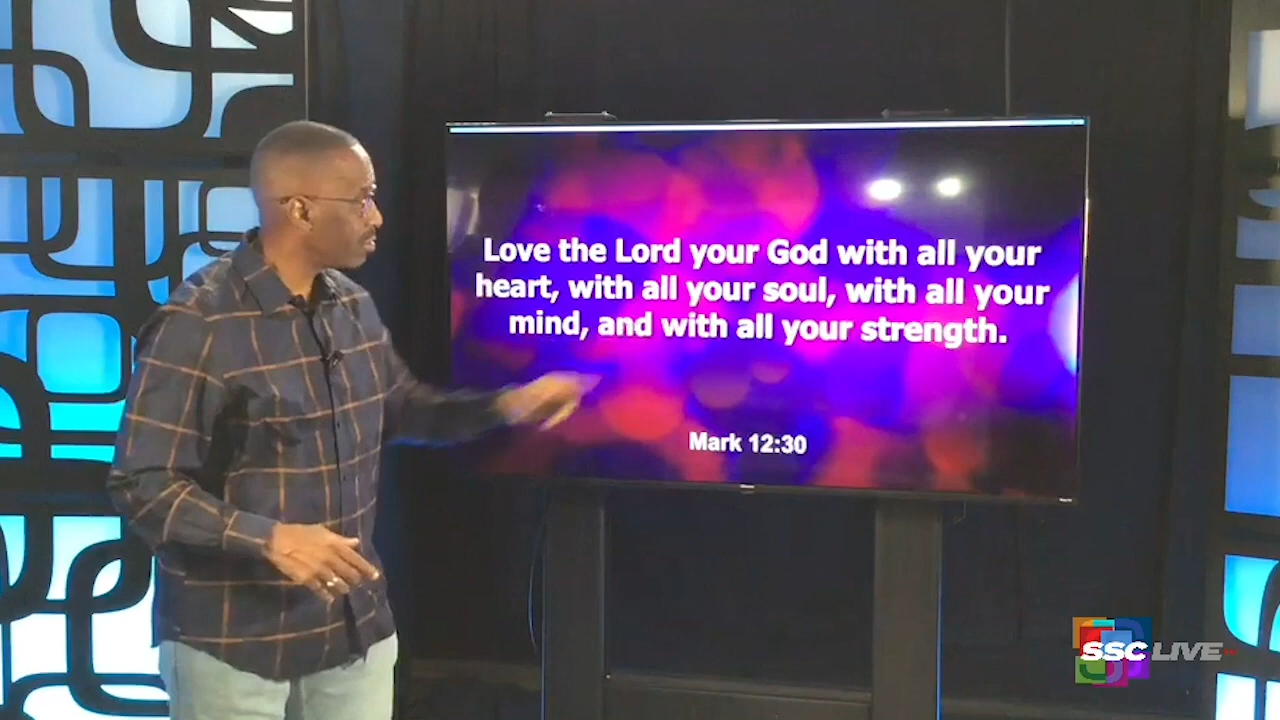 Love the Lord your God with all your
heart, with all your soul, with all your
mind, and with all your strength.
Mark 12:30
SSC LIVE